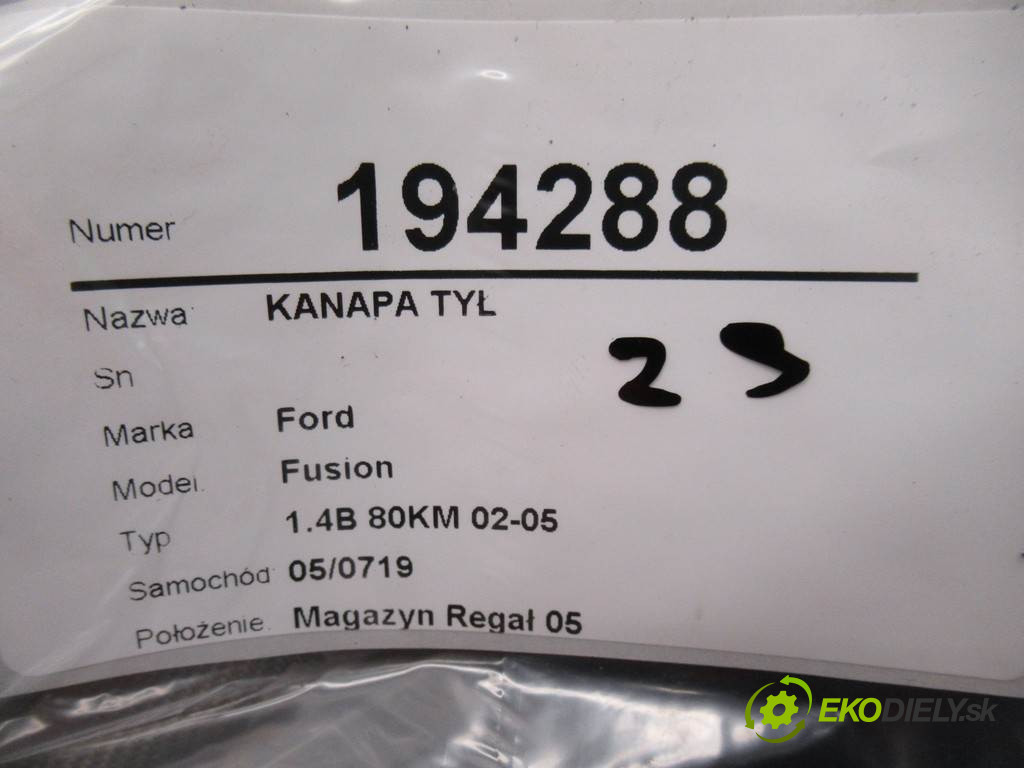 Numer 194288
Nazwa KANAPA TYŁ
23
Sn
Marka Ford
Model Fusion
Typ 1.4B 80KM 02-05
Samochód 05/0719
Położenie Magazyn Regał 05
EKODIELY.sk